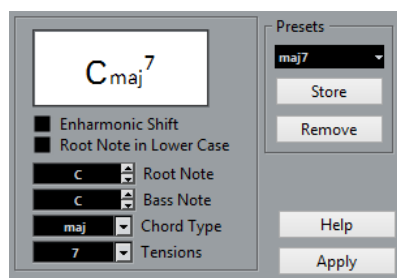 Cmaj7
Enharmonic Shift
Root Note in Lower Case
C Root Note
C Bass Note
maj Chord Type
7 Tensions
Presets
maj7
Store
Remove
Help
Apply